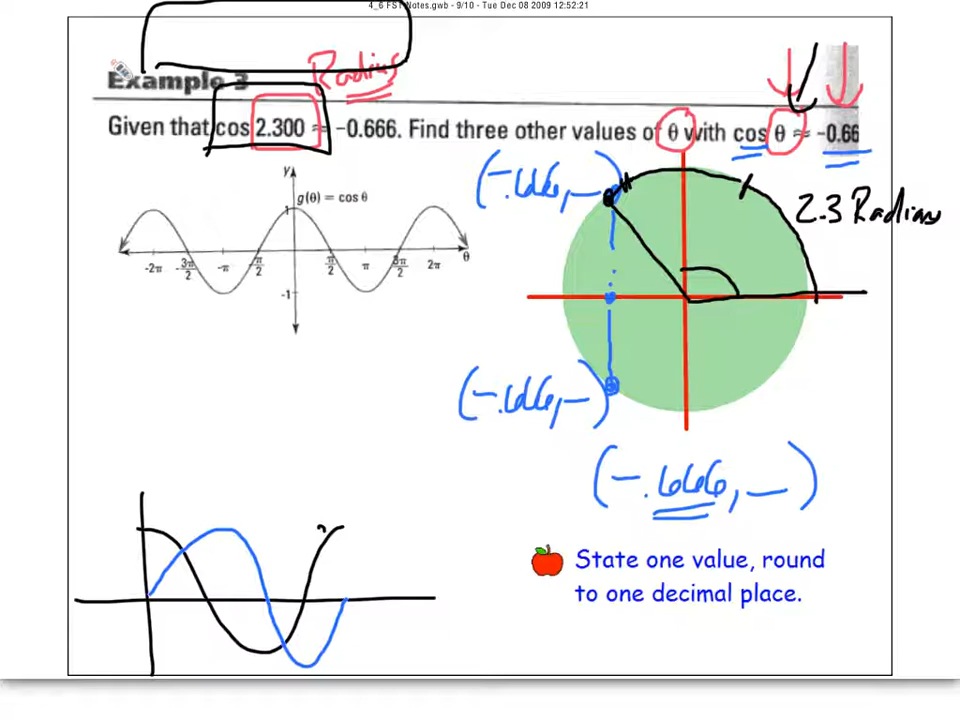 4_6 FST Notes.gwb - 9/10 - Tue Dec 08 2009 12:52:21
Example 3
Radius
Given that cos 2.300 ≈ -0.666. Find three other values of θ with cos θ ≈ -0.66
(-.666, _)
2.3 Radian
y
g(θ) = cos θ
1
-2π -3π/2 -π -π/2 π/2 π 3π/2 2π θ
-1
(-.666, _)
(-.666, _)
State one value, round
to one decimal place.